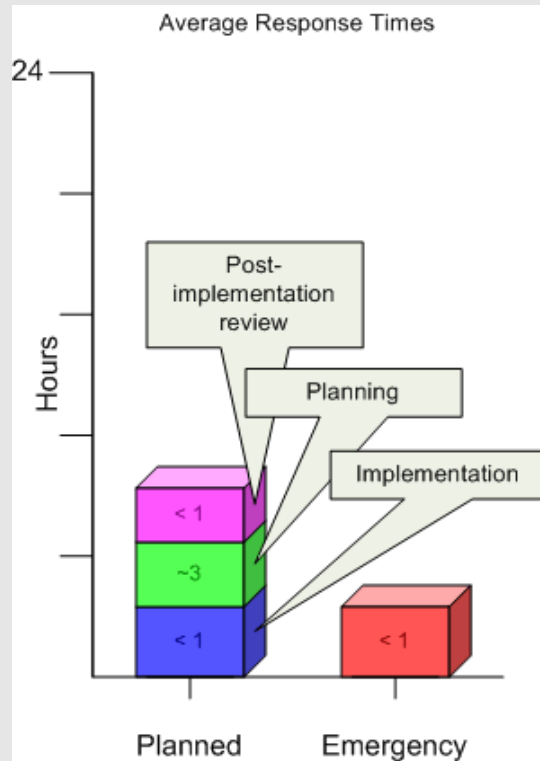 Average Response Times
24
Hours
Post-
implementation
review
Planning
Implementation
< 1
~3
< 1
< 1
Planned
Emergency